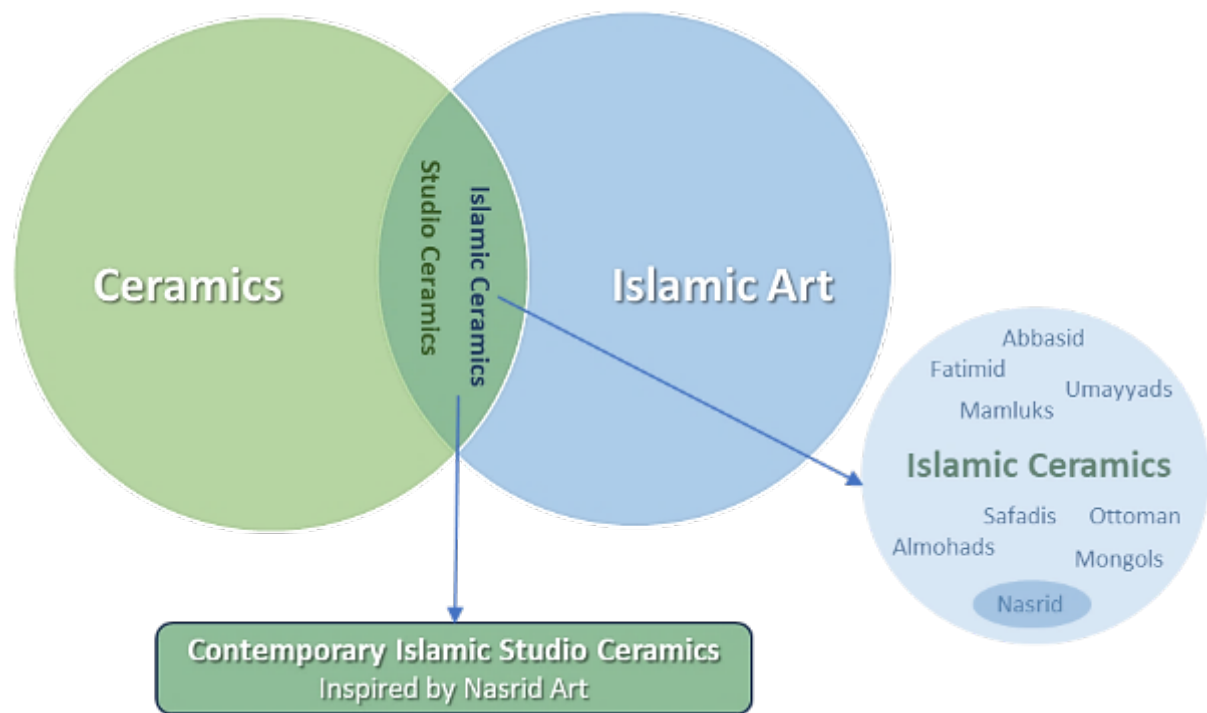 Ceramics
Studio Ceramics
Islamic Ceramics
Islamic Art
Abbasid
Fatimid
Umayyads
Mamluks
Islamic Ceramics
Safadis
Ottoman
Almohads
Mongols
Nasrid
Contemporary Islamic Studio Ceramics
Inspired by Nasrid Art